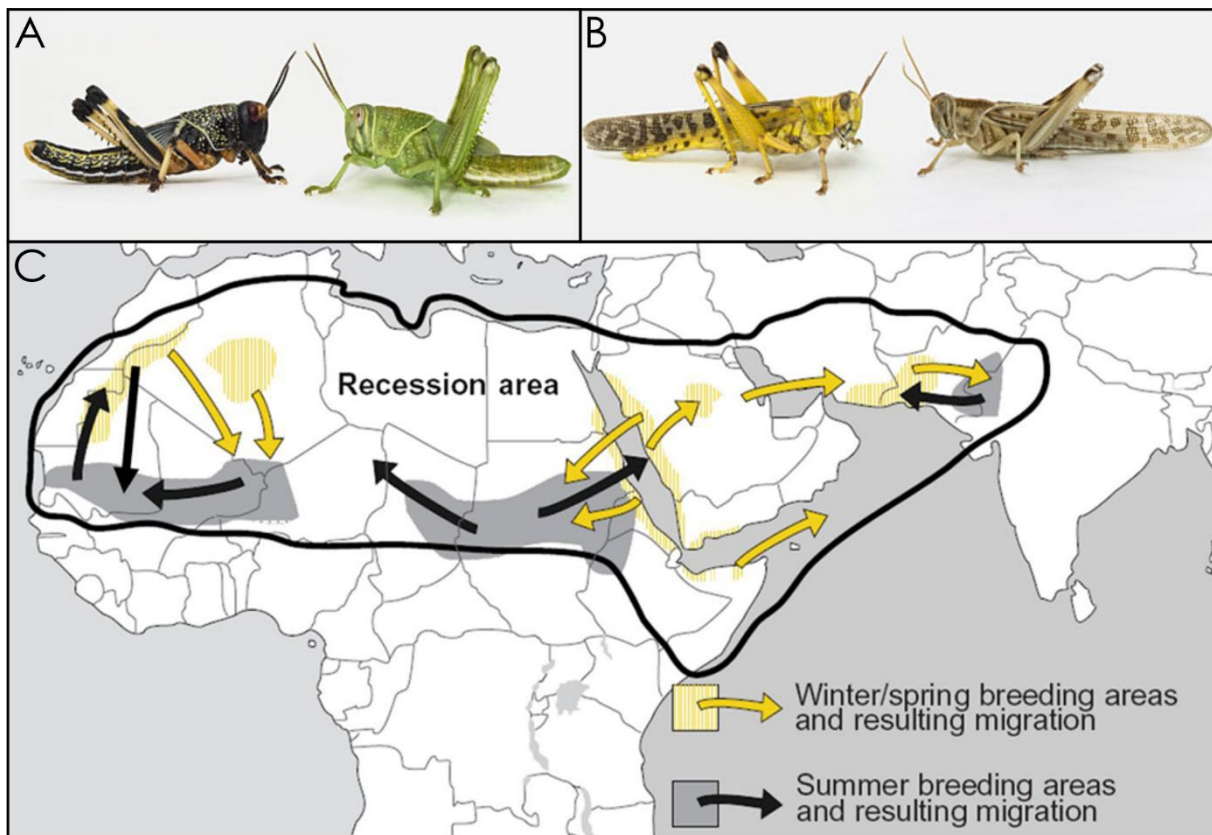 A
B
C
Recession area
Winter/spring breeding areas
and resulting migration
Summer breeding areas
and resulting migration